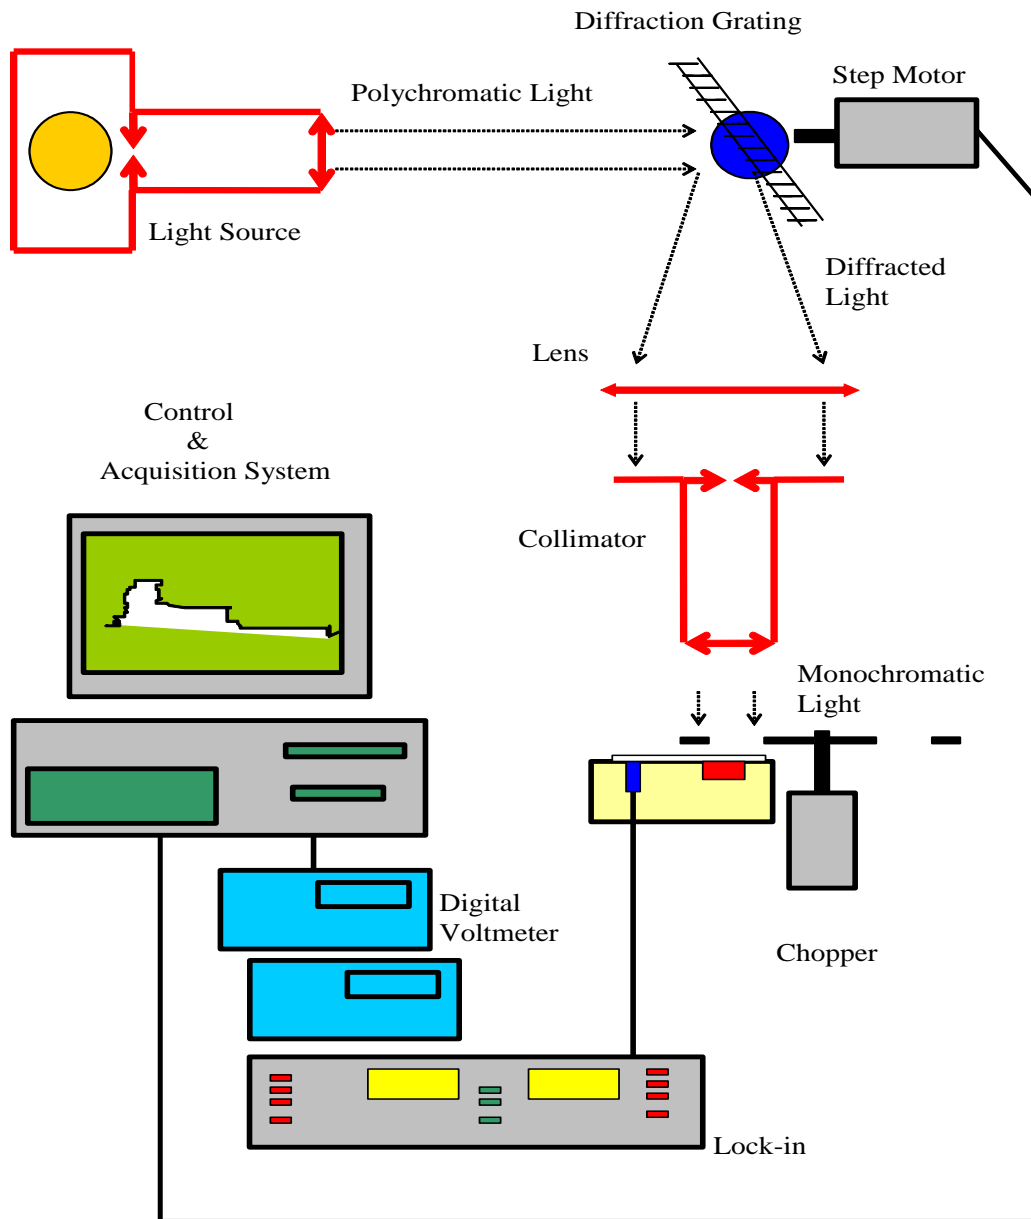 Diffraction Grating
Step Motor
Polychromatic Light
Light Source
Diffracted
Light
Lens
Control
&
Acquisition System
Collimator
Monochromatic
Light
Digital
Voltmeter
Chopper
Lock-in